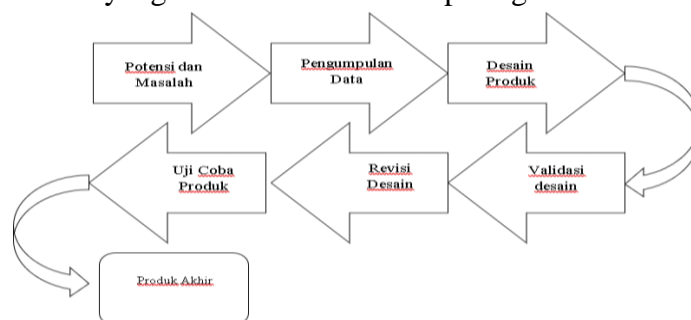 Potensi dan
Masalah
Pengumpulan
Data
Desain
Produk
Validasi
desain
Revisi
Desain
Uji Coba
Produk
Produk Akhir